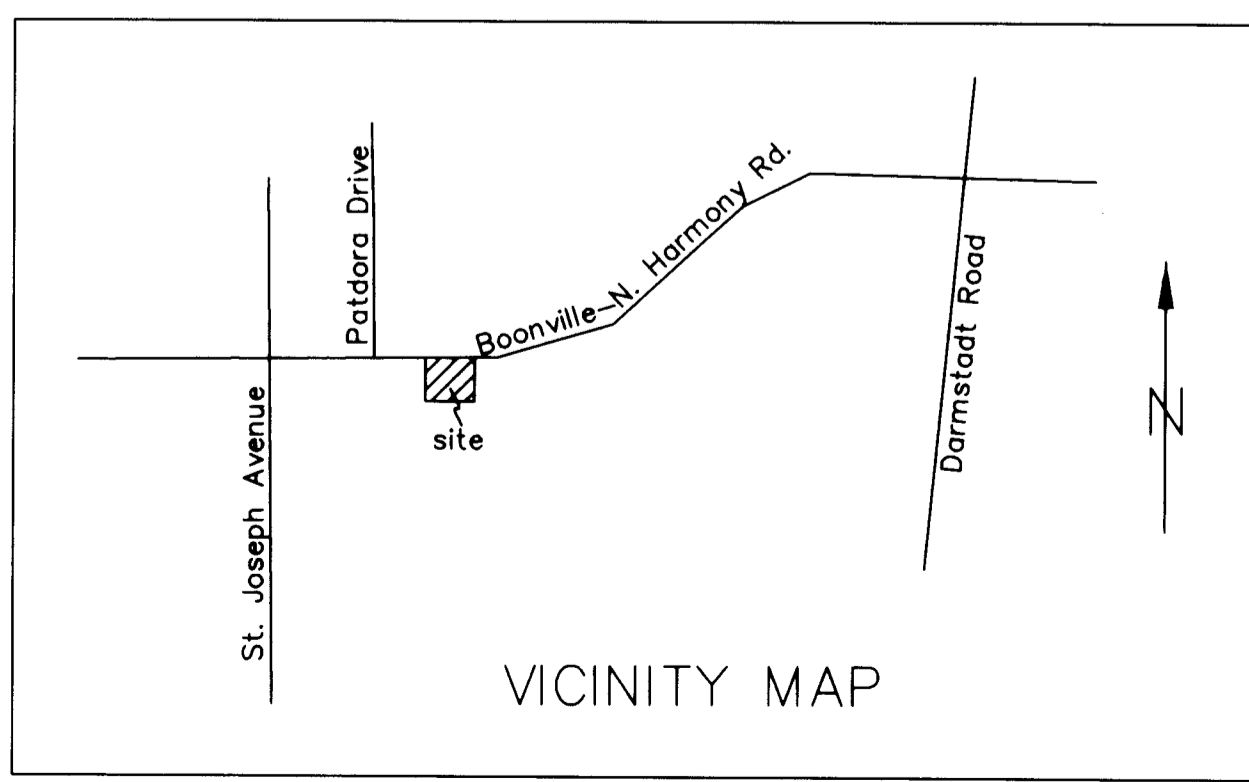 Patdora Drive
Boonville-N. Harmony Rd.
Darmstadt Road
St. Joseph Avenue
site
N
VICINITY MAP